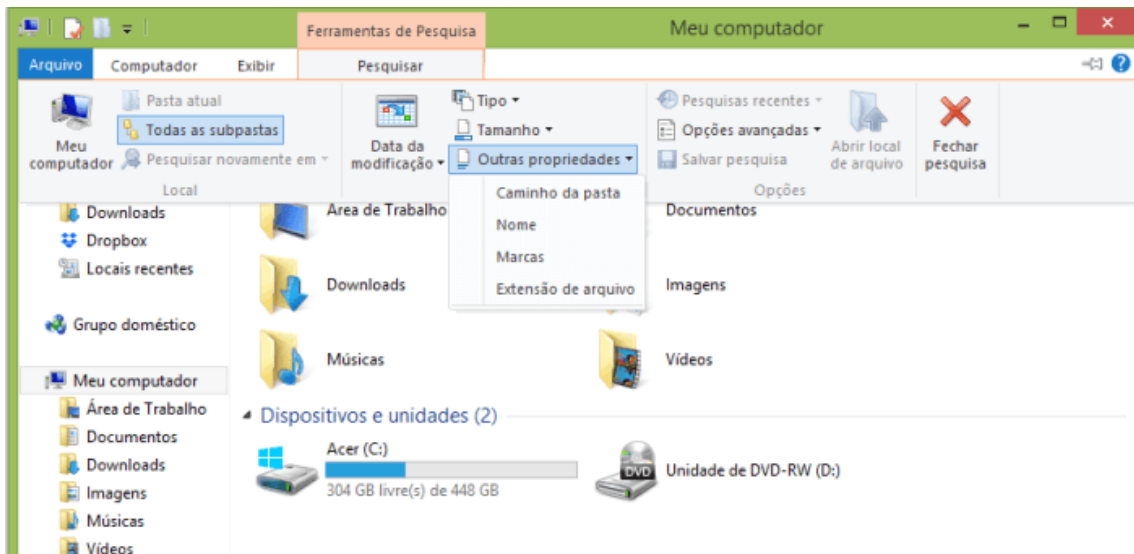 Ferramentas de Pesquisa
Meu computador
Arquivo
Computador
Exibir
Pesquisar
Meu computador
Pasta atual
Todas as subpastas
Pesquisar novamente em
Local
Data da modificação
Tipo
Tamanho
Outras propriedades
Caminho da pasta
Nome
Marcas
Extensão de arquivo
Pesquisas recentes
Opções avançadas
Salvar pesquisa
Abrir local de arquivo
Opções
Fechar pesquisa
Downloads
Dropbox
Locais recentes
Grupo doméstico
Meu computador
Área de Trabalho
Documentos
Downloads
Imagens
Músicas
Vídeos
Área de Trabalho
Documentos
Downloads
Imagens
Músicas
Vídeos
Dispositivos e unidades (2)
Acer (C:)
304 GB livre(s) de 448 GB
DVD
Unidade de DVD-RW (D:)